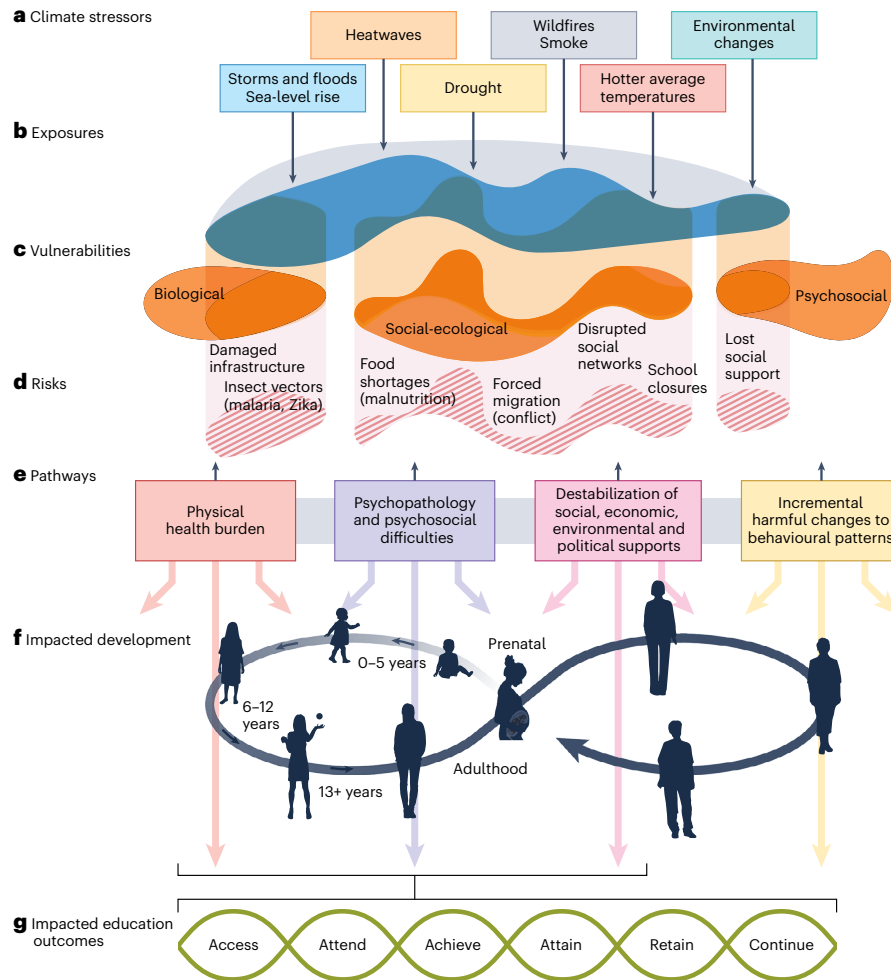 a Climate stressors
Heatwaves
Wildfires
Smoke
Environmental
changes
Storms and floods
Sea-level rise
Drought
Hotter average
temperatures
b Exposures
c Vulnerabilities
Biological
Social-ecological
Psychosocial
Damaged
infrastructure
Insect vectors
(malaria, Zika)
Food
shortages
(malnutrition)
Forced
migration
(conflict)
Disrupted
social
networks
School
closures
Lost
social
support
d Risks
e Pathways
Physical
health burden
Psychopathology
and psychosocial
difficulties
Destabilization of
social, economic,
environmental and
political supports
Incremental
harmful changes to
behavioural patterns
f Impacted development
Prenatal
0–5 years
6–12
years
13+ years
Adulthood
g Impacted education
outcomes
Access
Attend
Achieve
Attain
Retain
Continue